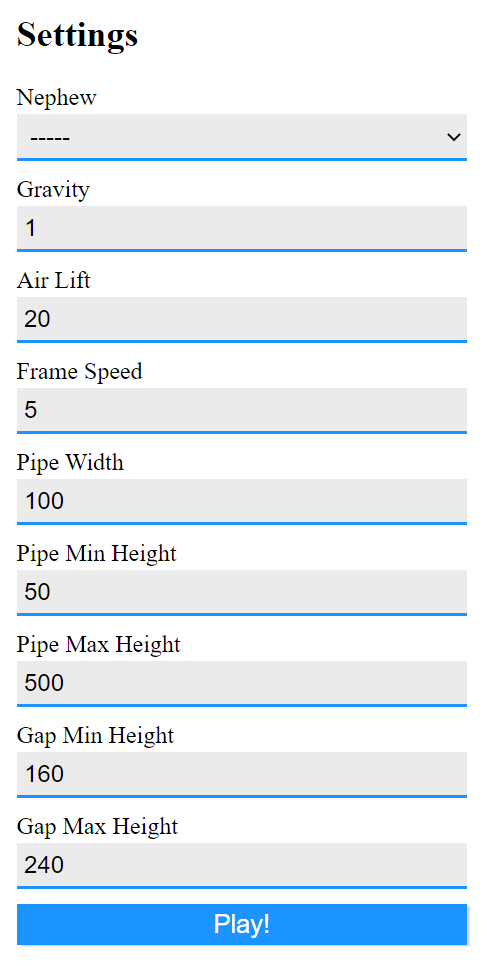 Settings
Nephew
-----
Gravity
1
Air Lift
20
Frame Speed
5
Pipe Width
100
Pipe Min Height
50
Pipe Max Height
500
Gap Min Height
160
Gap Max Height
240
Play!